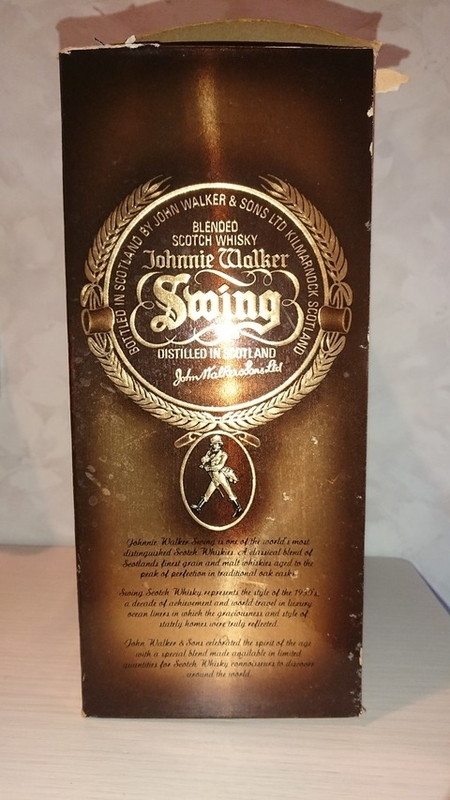 BOTTLED IN SCOTLAND BY JOHN WALKER & SONS LTD KILMARNOCK SCOTLAND
BLENDED
SCOTCH WHISKY
Johnnie Walker
Swing
DISTILLED IN SCOTLAND
John Walker & Sons Ltd
Johnnie Walker Swing is one of the world's most
distinguished Scotch Whiskies. A classical blend of
Scotlands finest grain and malt whiskies aged to the
peak of perfection in traditional oak casks.
Swing Scotch Whisky represents the style of the 1930's,
a decade of achievement and world travel in luxury
ocean liners in which the graciousness and style of
stately homes were truly reflected.
John Walker & Sons celebrated the spirit of the age
with a special blend made available in limited
quantities for Scotch Whisky connoisseurs to discover
around the world.